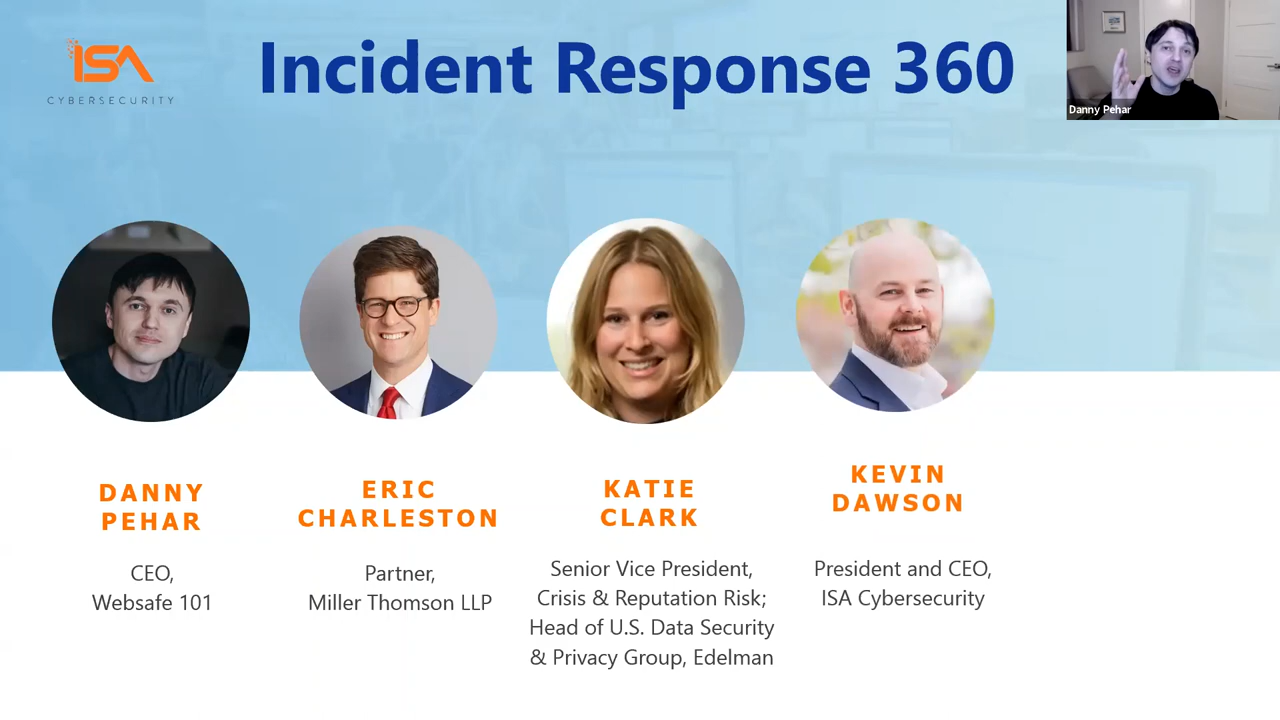 ISA
CYBERSECURITY
Incident Response 360
Danny Pehar
DANNY
PEHAR
CEO,
Websafe 101
ERIC
CHARLESTON
Partner,
Miller Thomson LLP
KATIE
CLARK
Senior Vice President,
Crisis & Reputation Risk;
Head of U.S. Data Security
& Privacy Group, Edelman
KEVIN
DAWSON
President and CEO,
ISA Cybersecurity